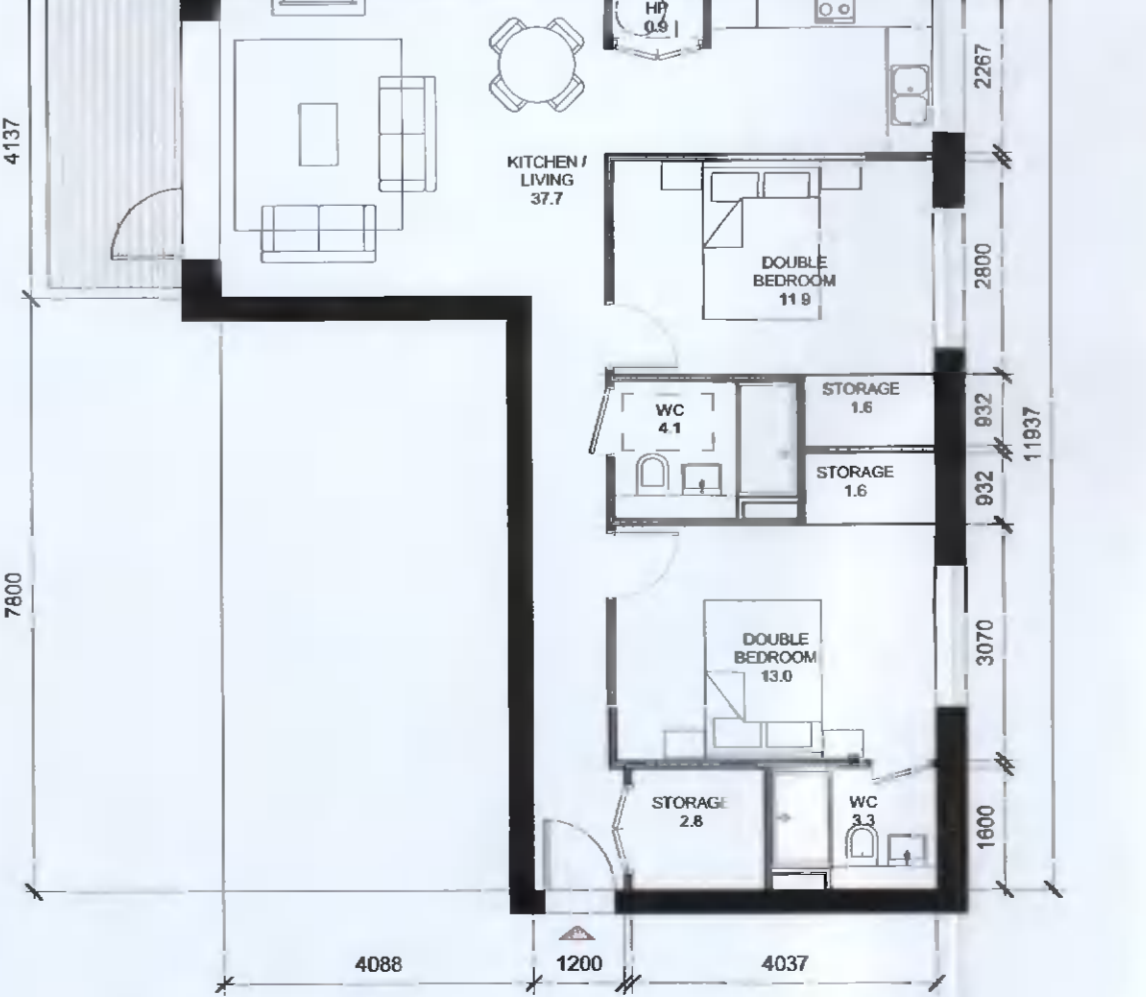 HP
0.9
2267
4137
KITCHEN /
LIVING
37.7
DOUBLE
BEDROOM
11.9
2800
STORAGE
1.6
WC
4.1
932
11937
STORAGE
1.6
932
7800
DOUBLE
BEDROOM
13.0
3070
STORAGE
2.8
WC
3.3
1600
4088
1200
4037